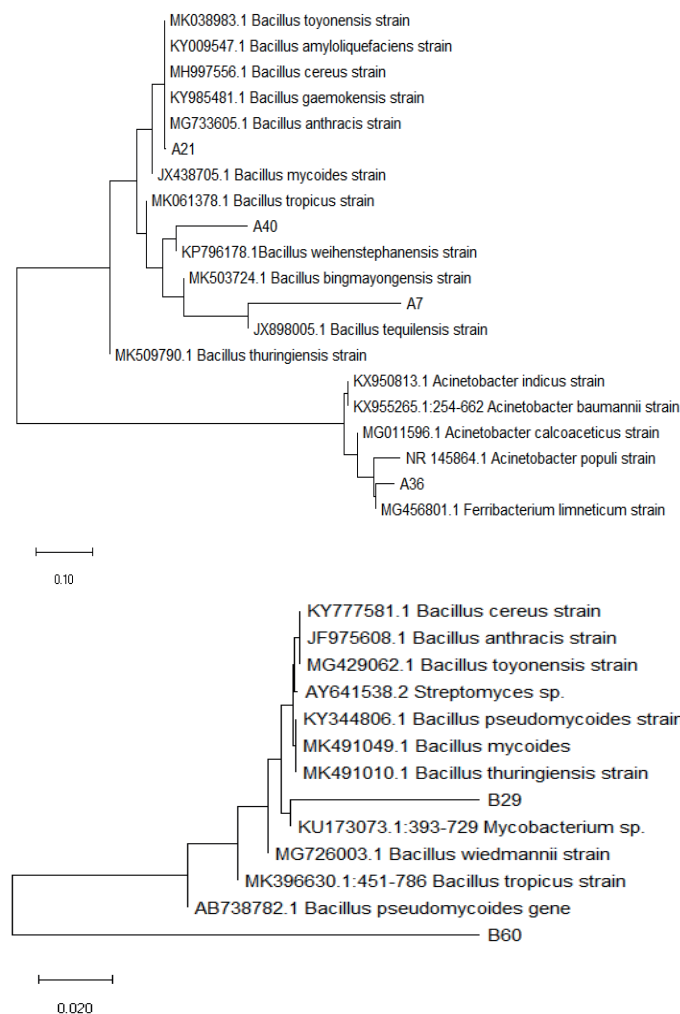 MK038983.1 Bacillus toyonensis strain
KY009547.1 Bacillus amyloliquefaciens strain
MH997556.1 Bacillus cereus strain
KY985481.1 Bacillus gaemokensis strain
MG733605.1 Bacillus anthracis strain
A21
JX438705.1 Bacillus mycoides strain
MK061378.1 Bacillus tropicus strain
A40
KP796178.1Bacillus weihenstephanensis strain
MK503724.1 Bacillus bingmayongensis strain
A7
JX898005.1 Bacillus tequilensis strain
MK509790.1 Bacillus thuringiensis strain
KX950813.1 Acinetobacter indicus strain
KX955265.1:254-662 Acinetobacter baumannii strain
MG011596.1 Acinetobacter calcoaceticus strain
NR 145864.1 Acinetobacter populi strain
A36
MG456801.1 Ferribacterium limneticum strain
0.10
KY777581.1 Bacillus cereus strain
JF975608.1 Bacillus anthracis strain
MG429062.1 Bacillus toyonensis strain
AY641538.2 Streptomyces sp.
KY344806.1 Bacillus pseudomycoides strain
MK491049.1 Bacillus mycoides
MK491010.1 Bacillus thuringiensis strain
B29
KU173073.1:393-729 Mycobacterium sp.
MG726003.1 Bacillus wiedmannii strain
MK396630.1:451-786 Bacillus tropicus strain
AB738782.1 Bacillus pseudomycoides gene
B60
0.020